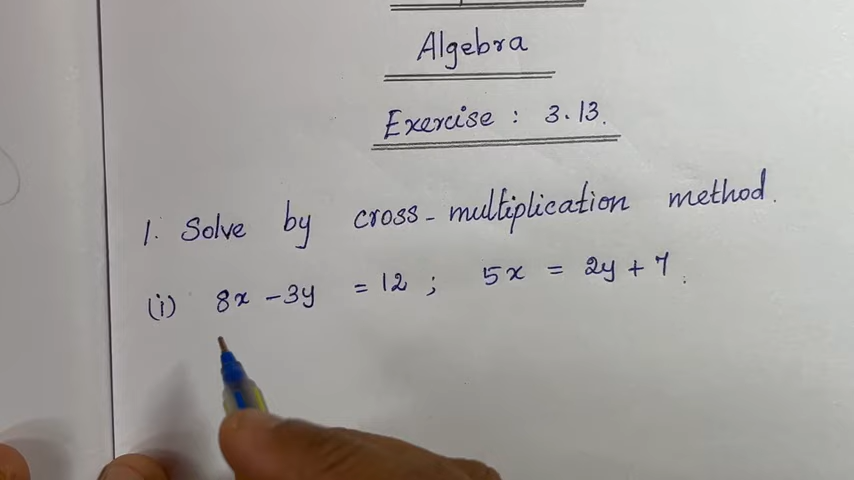 Algebra
Exercise : 3.13.
1. Solve by cross-multiplication method.
(i) 8x - 3y = 12 ; 5x = 2y + 7.